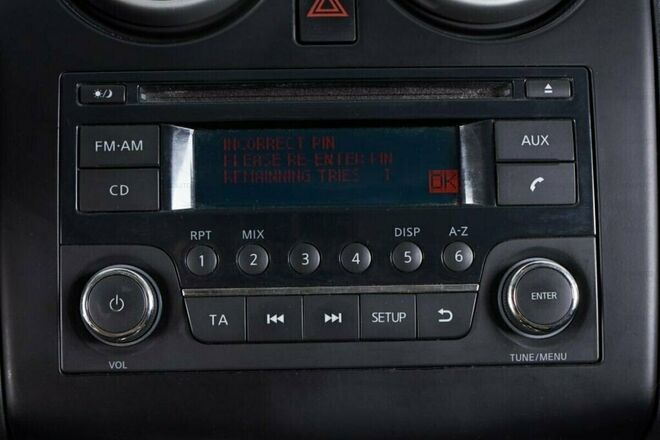 FM·AM
CD
INCORRECT PIN
PLEASE RE-ENTER PIN
REMAINNING TRIES 1
OK
AUX
RPT MIX DISP A-Z
1 2 3 4 5 6
TA SETUP
ENTER
VOL
TUNE/MENU